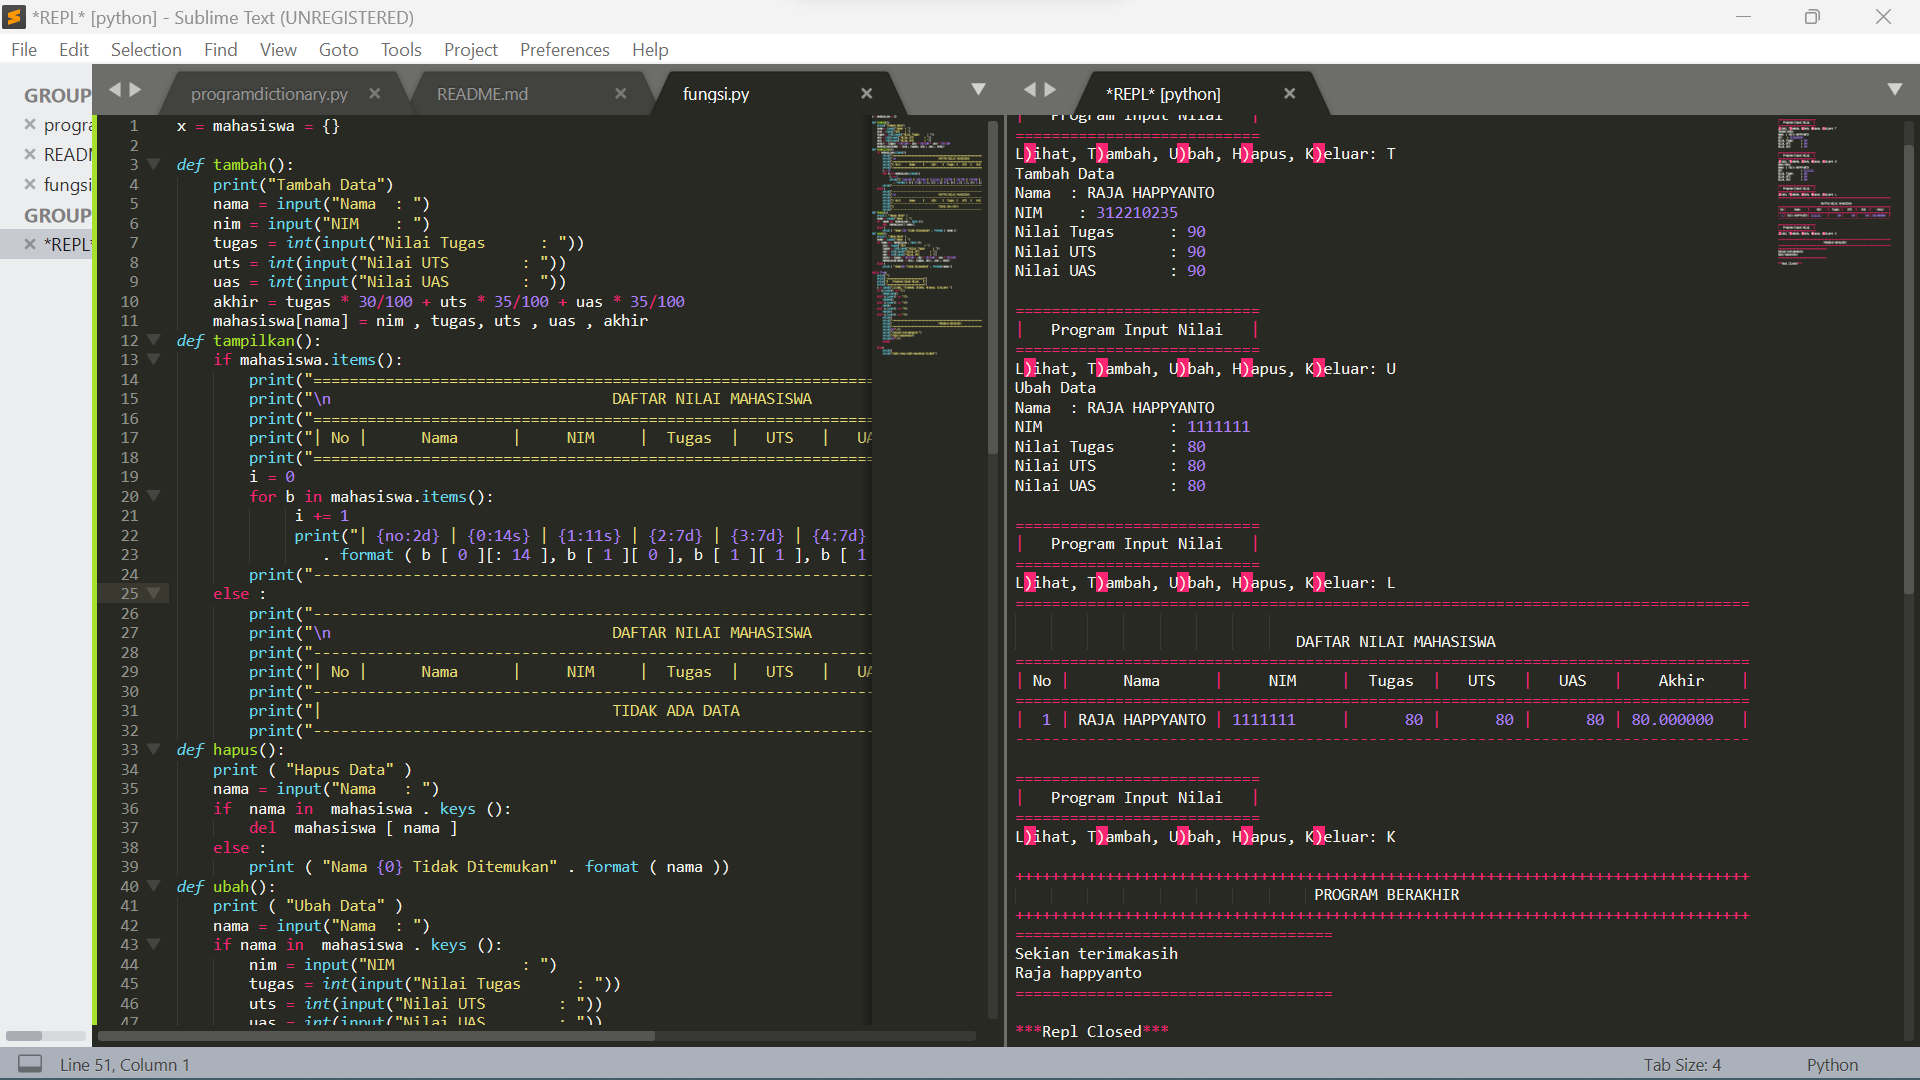 *REPL* [python] - Sublime Text (UNREGISTERED)
File Edit Selection Find View Goto Tools Project Preferences Help
GROUP
progra
READ
fungsi
GROUP
*REPL*
programdictionary.py README.md fungsi.py
1 x = mahasiswa = {}
2
3 def tambah():
4 print("Tambah Data")
5 nama = input("Nama  : ")
6 nim = input("NIM    : ")
7 tugas = int(input("Nilai Tugas      : "))
8 uts = int(input("Nilai UTS        : "))
9 uas = int(input("Nilai UAS        : "))
10 akhir = tugas * 30/100 + uts * 35/100 + uas * 35/100
11 mahasiswa[nama] = nim , tugas, uts , uas , akhir
12 def tampilkan():
13 if mahasiswa.items():
14 print("==============================================================
15 print("\n                               DAFTAR NILAI MAHASISWA
16 print("==============================================================
17 print("| No |      Nama      |     NIM     |  Tugas  |   UTS   |   UA
18 print("==============================================================
19 i = 0
20 for b in mahasiswa.items():
21 i += 1
22 print("| {no:2d} | {0:14s} | {1:11s} | {2:7d} | {3:7d} | {4:7d}
23 . format ( b [ 0 ][: 14 ], b [ 1 ][ 0 ], b [ 1 ][ 1 ], b [ 1
24 print("--------------------------------------------------------------
25 else :
26 print("--------------------------------------------------------------
27 print("\n                               DAFTAR NILAI MAHASISWA
28 print("--------------------------------------------------------------
29 print("| No |      Nama      |     NIM     |  Tugas  |   UTS   |   UA
30 print("--------------------------------------------------------------
31 print("|                                TIDAK ADA DATA
32 print("--------------------------------------------------------------
33 def hapus():
34 print ( "Hapus Data" )
35 nama = input("Nama   : ")
36 if  nama in  mahasiswa . keys ():
37 del  mahasiswa [ nama ]
38 else :
39 print ( "Nama {0} Tidak Ditemukan" . format ( nama ))
40 def ubah():
41 print ( "Ubah Data" )
42 nama = input("Nama  : ")
43 if nama in  mahasiswa . keys ():
44 nim = input("NIM              : ")
45 tugas = int(input("Nilai Tugas      : "))
46 uts = int(input("Nilai UTS        : "))
47 uas = int(input("Nilai UAS        : "))
*REPL* [python]
|   Program Input Nilai   |
===========================
L)ihat, T)ambah, U)bah, H)apus, K)eluar: T
Tambah Data
Nama  : RAJA HAPPYANTO
NIM    : 312210235
Nilai Tugas      : 90
Nilai UTS        : 90
Nilai UAS        : 90
===========================
|   Program Input Nilai   |
===========================
L)ihat, T)ambah, U)bah, H)apus, K)eluar: U
Ubah Data
Nama  : RAJA HAPPYANTO
NIM              : 1111111
Nilai Tugas      : 80
Nilai UTS        : 80
Nilai UAS        : 80
===========================
|   Program Input Nilai   |
===========================
L)ihat, T)ambah, U)bah, H)apus, K)eluar: L
=================================================================================
DAFTAR NILAI MAHASISWA
=================================================================================
| No |      Nama      |     NIM     |  Tugas  |   UTS   |   UAS   |    Akhir    |
=================================================================================
|  1 | RAJA HAPPYANTO | 1111111     |      80 |      80 |      80 | 80.000000   |
---------------------------------------------------------------------------------
===========================
|   Program Input Nilai   |
===========================
L)ihat, T)ambah, U)bah, H)apus, K)eluar: K
+++++++++++++++++++++++++++++++++++++++++++++++++++++++++++++++++++++++++++++++++
PROGRAM BERAKHIR
+++++++++++++++++++++++++++++++++++++++++++++++++++++++++++++++++++++++++++++++++
===================================
Sekian terimakasih
Raja happyanto
===================================
***Repl Closed***
Line 51, Column 1
Tab Size: 4
Python